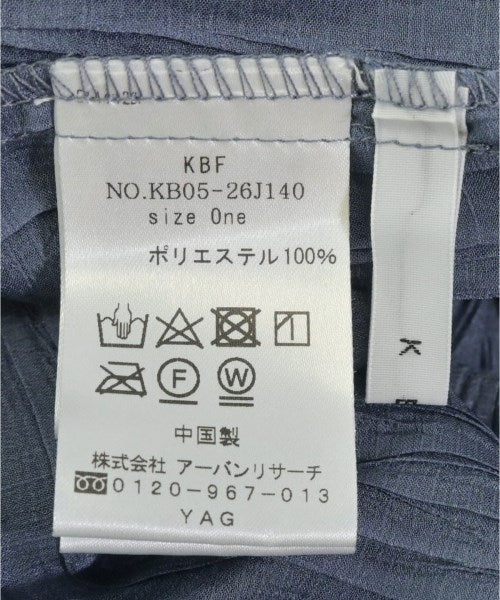 KBF
NO.KB05-26J140
size One
ポリエステル100%
F
W
中国製
株式会社 アーバンリサーチ
0120-967-013
YAG
K